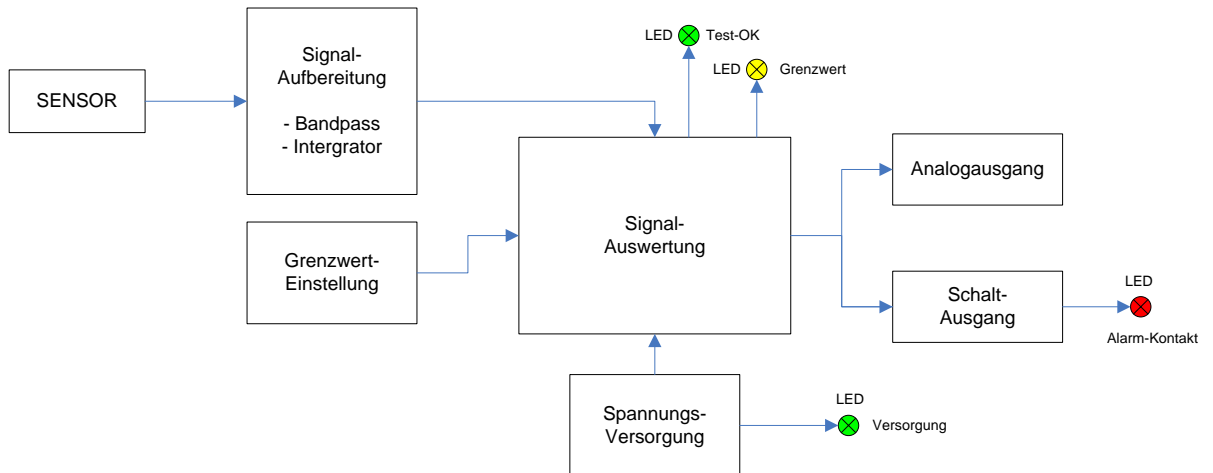 LED Test-OK
LED Grenzwert
SENSOR
Signal-
Aufbereitung
- Bandpass
- Intergrator
Analogausgang
Signal-
Auswertung
Grenzwert-
Einstellung
LED
Schalt-
Ausgang
Alarm-Kontakt
Spannungs-
Versorgung
LED
Versorgung